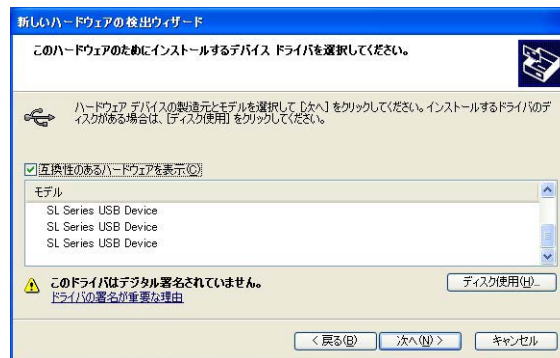 新しいハードウェアの検出ウィザード
このハードウェアのためにインストールするデバイス ドライバを選択してください。
ハードウェア デバイスの製造元とモデルを選択して [次へ] をクリックしてください。インストールするドライバのデ
ィスクがある場合は、[ディスク使用] をクリックしてください。
互換性のあるハードウェアを表示(C)
モデル
SL Series USB Device
SL Series USB Device
SL Series USB Device
このドライバはデジタル署名されていません。
ディスク使用(H)...
ドライバの署名が重要な理由
< 戻る(B) 次へ(N) > キャンセル